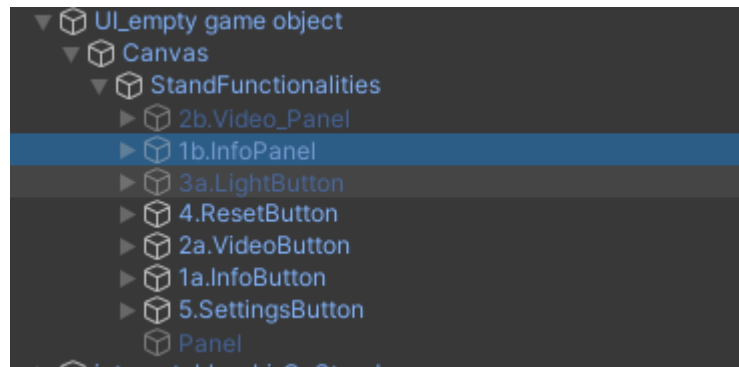 UI_empty game object
Canvas
StandFunctionalities
2b.Video_Panel
1b.InfoPanel
3a.LightButton
4.ResetButton
2a.VideoButton
1a.InfoButton
5.SettingsButton
Panel